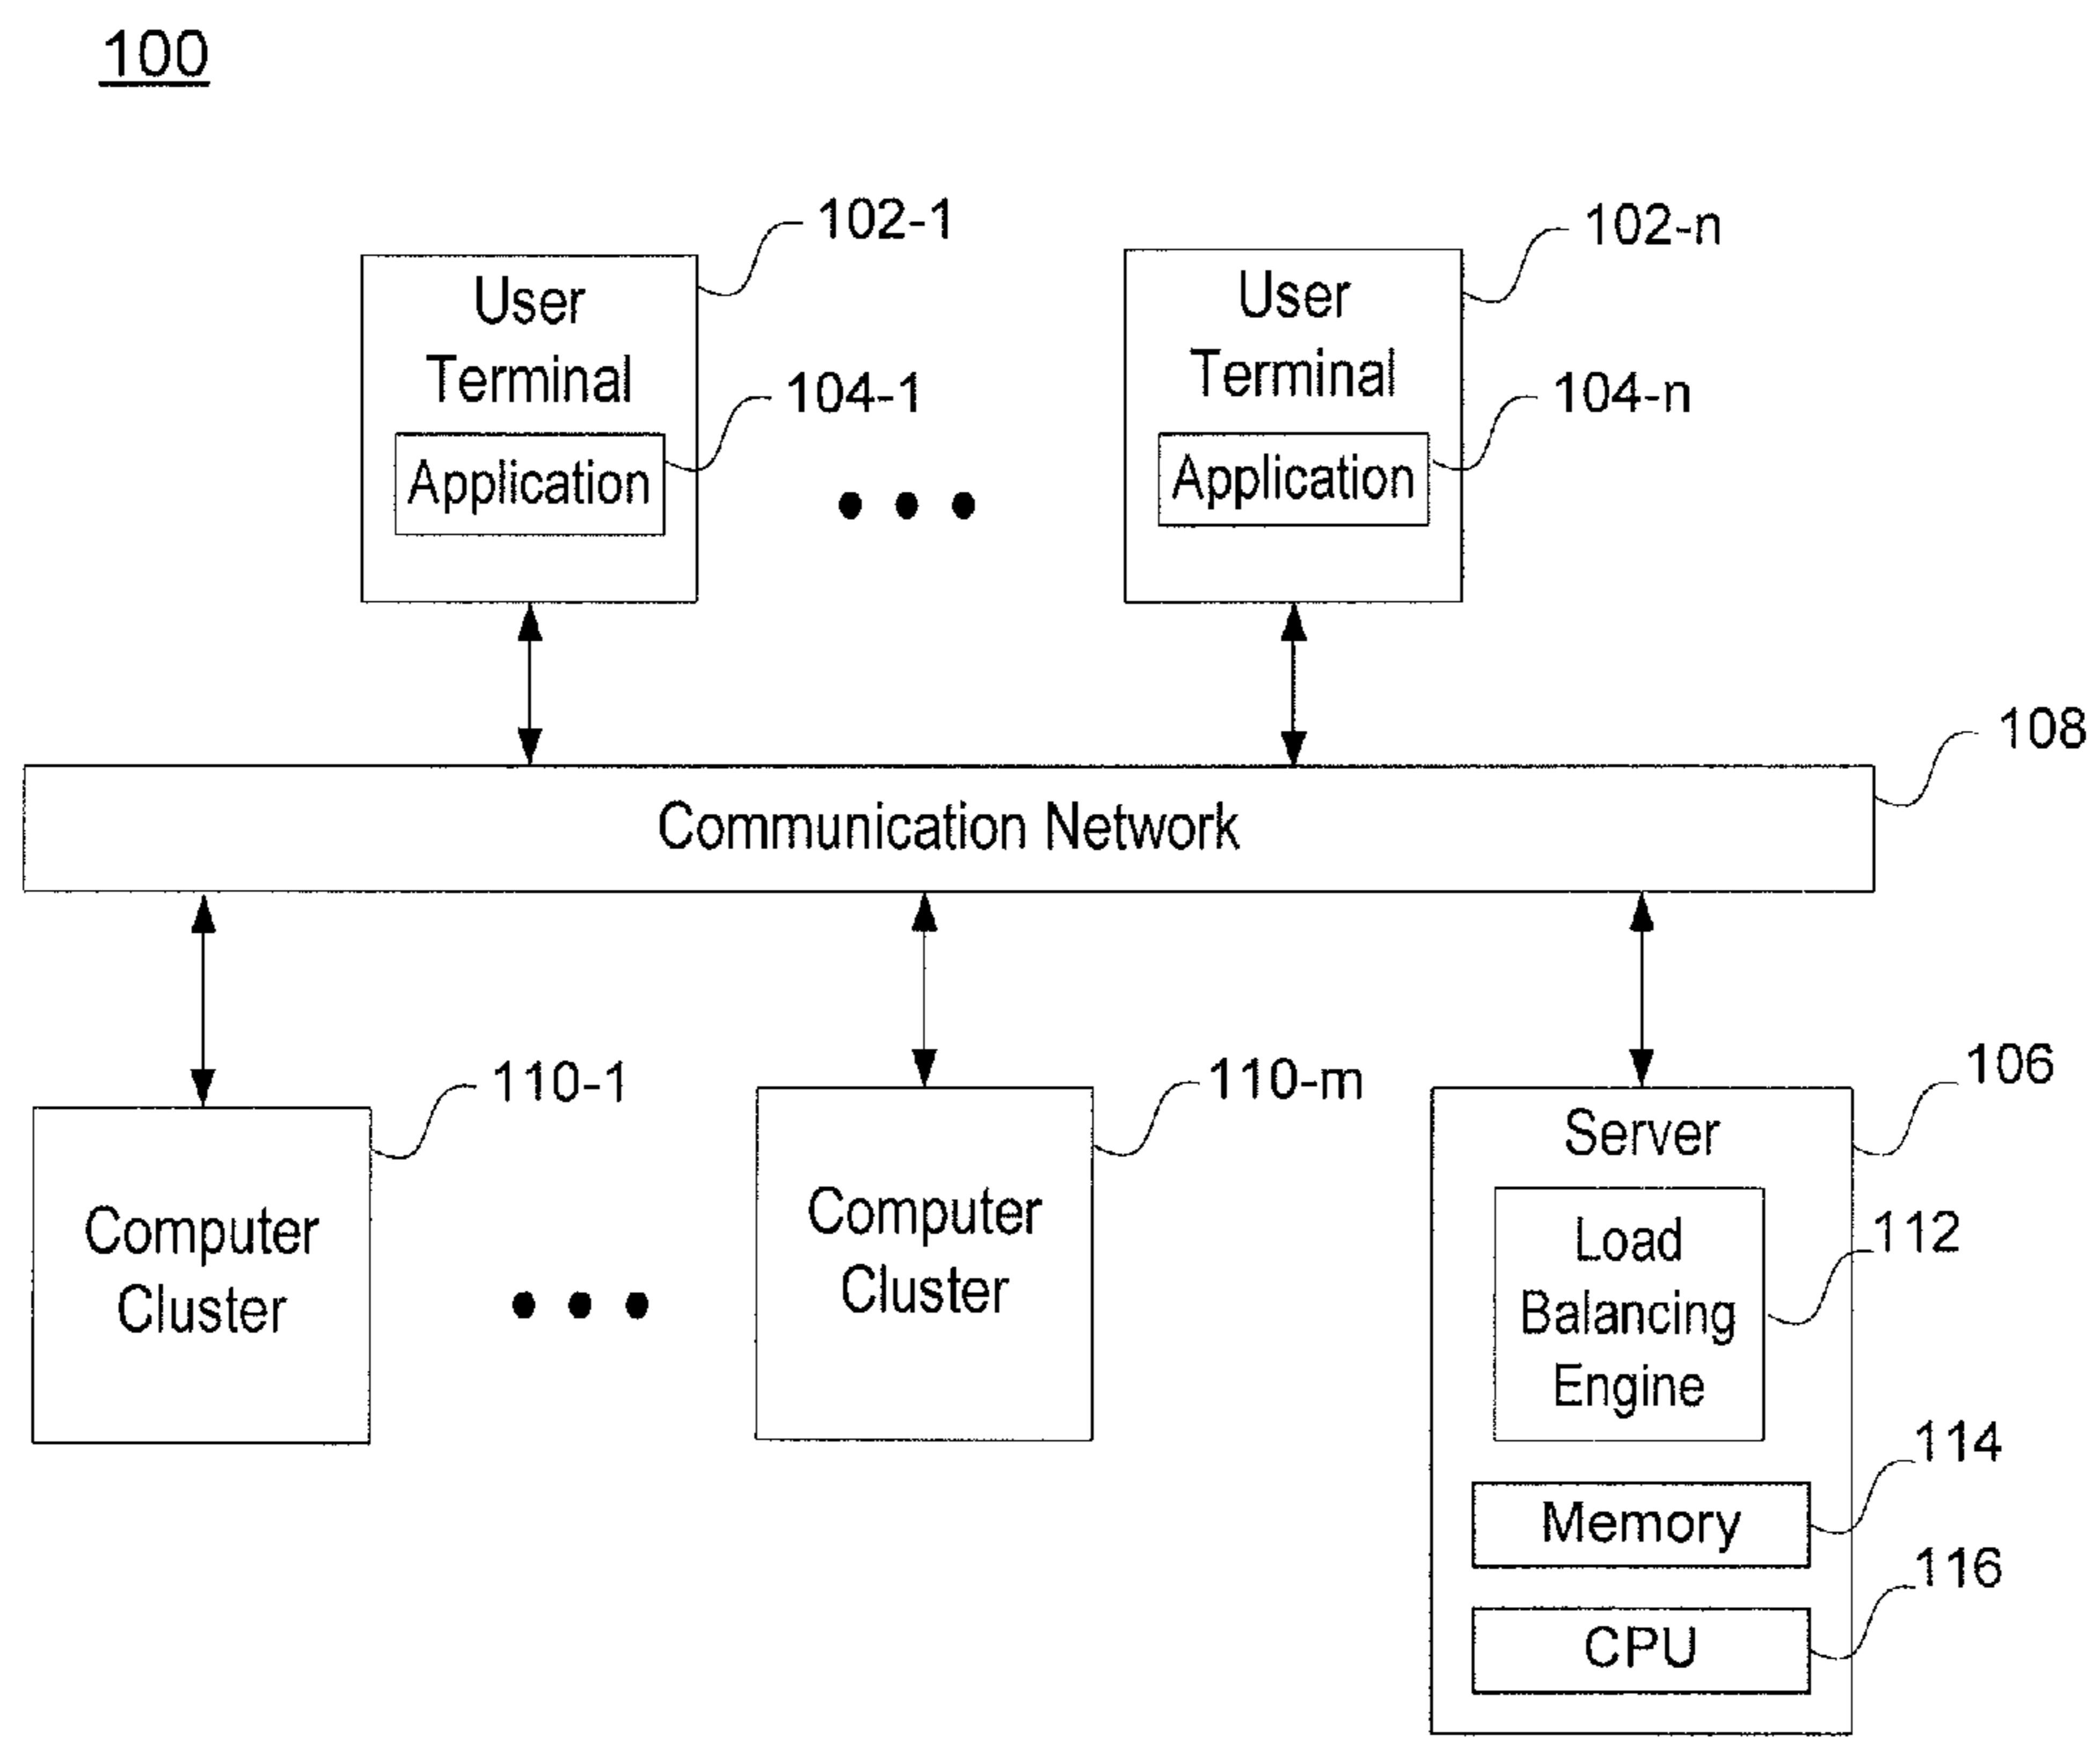 100
102-1
102-n
User
Terminal
104-1
Application
User
Terminal
104-n
Application
108
Communication Network
110-1
110-m
106
Computer
Cluster
Computer
Cluster
Server
112
Load
Balancing
Engine
114
Memory
116
CPU